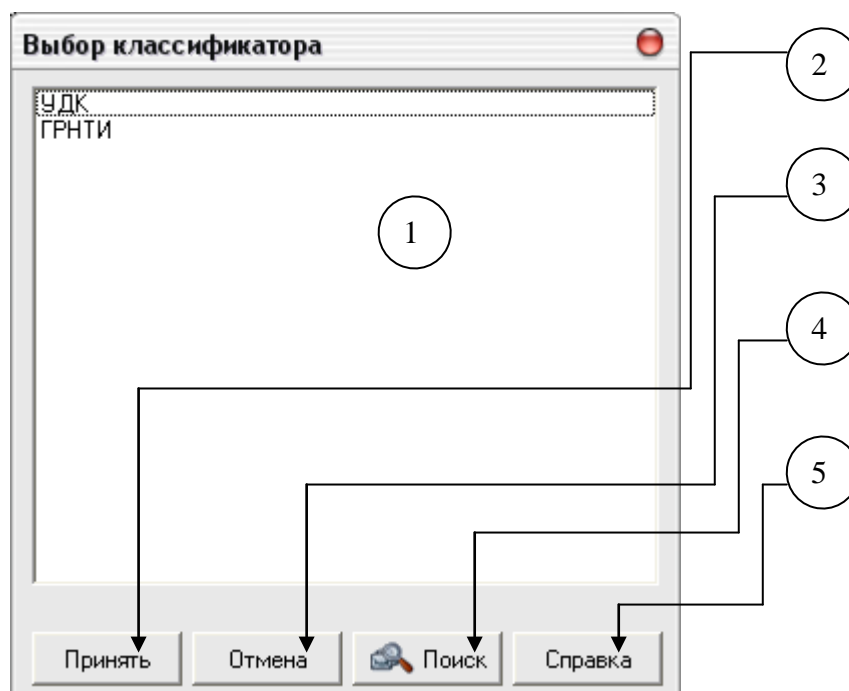 Выбор классификатора
УДК
ГРНТИ
1
2
3
4
5
Принять
Отмена
Поиск
Справка